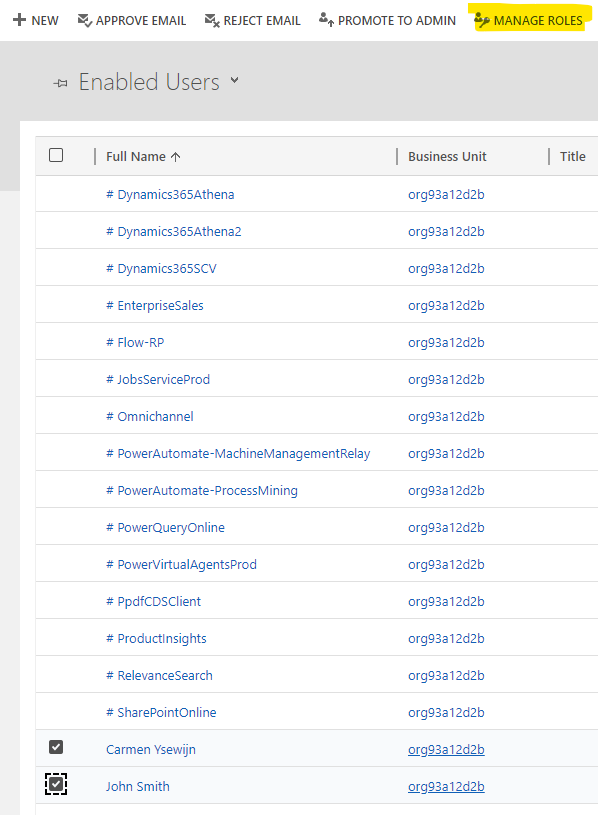 NEW APPROVE EMAIL REJECT EMAIL PROMOTE TO ADMIN MANAGE ROLES
Enabled Users
Full Name Business Unit Title
# Dynamics365Athena org93a12d2b
# Dynamics365Athena2 org93a12d2b
# Dynamics365SCV org93a12d2b
# EnterpriseSales org93a12d2b
# Flow-RP org93a12d2b
# JobsServiceProd org93a12d2b
# Omnichannel org93a12d2b
# PowerAutomate-MachineManagementRelay org93a12d2b
# PowerAutomate-ProcessMining org93a12d2b
# PowerQueryOnline org93a12d2b
# PowerVirtualAgentsProd org93a12d2b
# PpdfCDSClient org93a12d2b
# ProductInsights org93a12d2b
# RelevanceSearch org93a12d2b
# SharePointOnline org93a12d2b
Carmen Ysewijn org93a12d2b
John Smith org93a12d2b